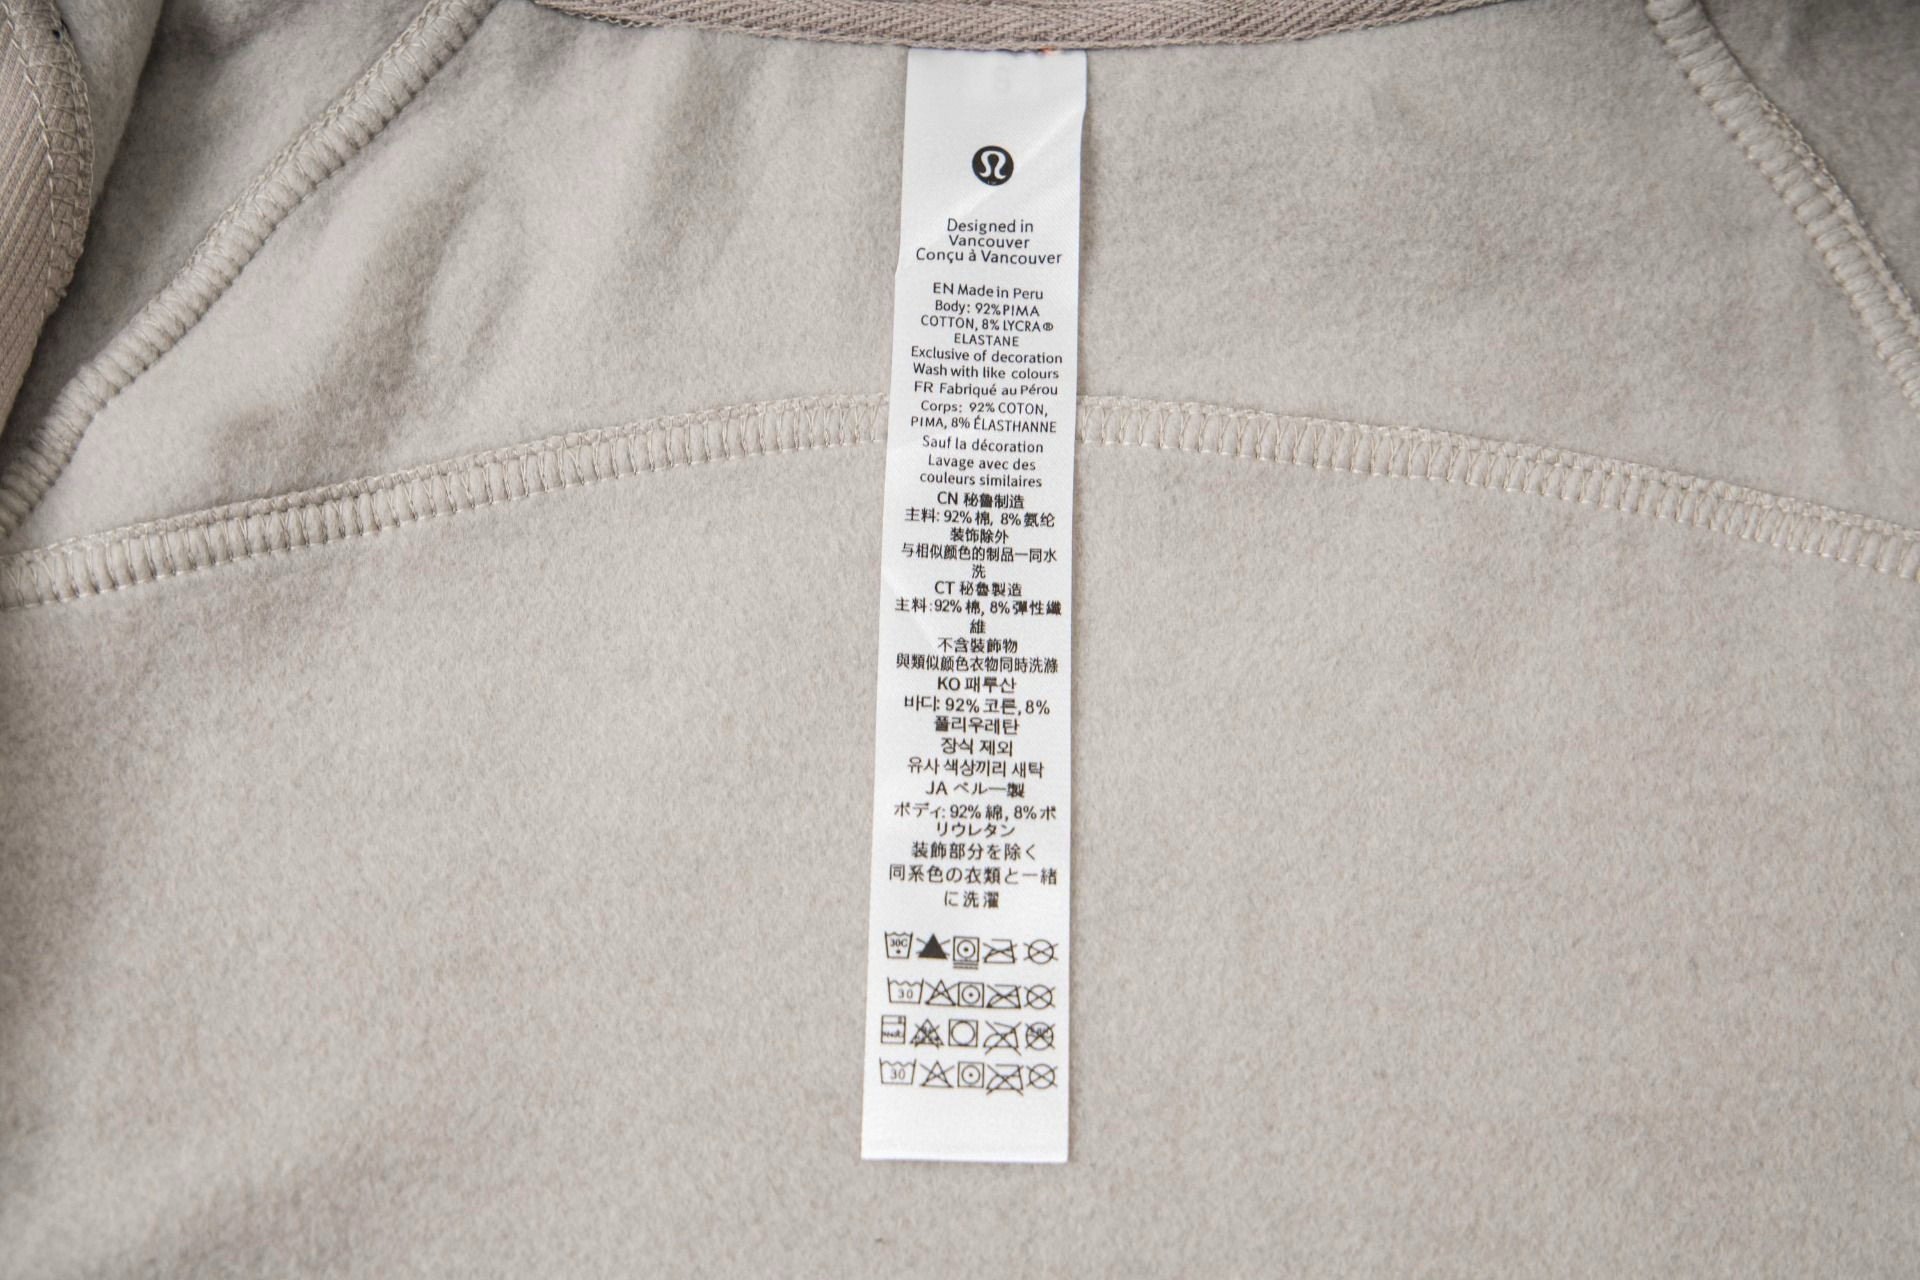 Designed in
Vancouver
Conçu à Vancouver
EN Made in Peru
Body: 92% PIMA
COTTON, 8% LYCRA®
ELASTANE
Exclusive of decoration
Wash with like colours
FR Fabriqué au Pérou
Corps: 92% COTON,
PIMA, 8% ÉLASTHANNE
Sauf la décoration
Lavage avec des
couleurs similaires
CN 秘鲁制造
主料: 92% 棉, 8% 氨纶
装饰除外
与相似颜色的制品一同水
洗
CT 秘魯製造
主料: 92% 棉, 8% 彈性纖
維
不含裝飾物
與類似颜色衣物同時洗滌
KO 페루산
바디: 92% 코튼, 8%
폴리우레탄
장식 제외
유사 색상끼리 세탁
JA ペルー製
ボディ: 92% 綿, 8% ポ
リウレタン
装飾部分を除く
同系色の衣類と一緒
に洗濯
30C
30
30